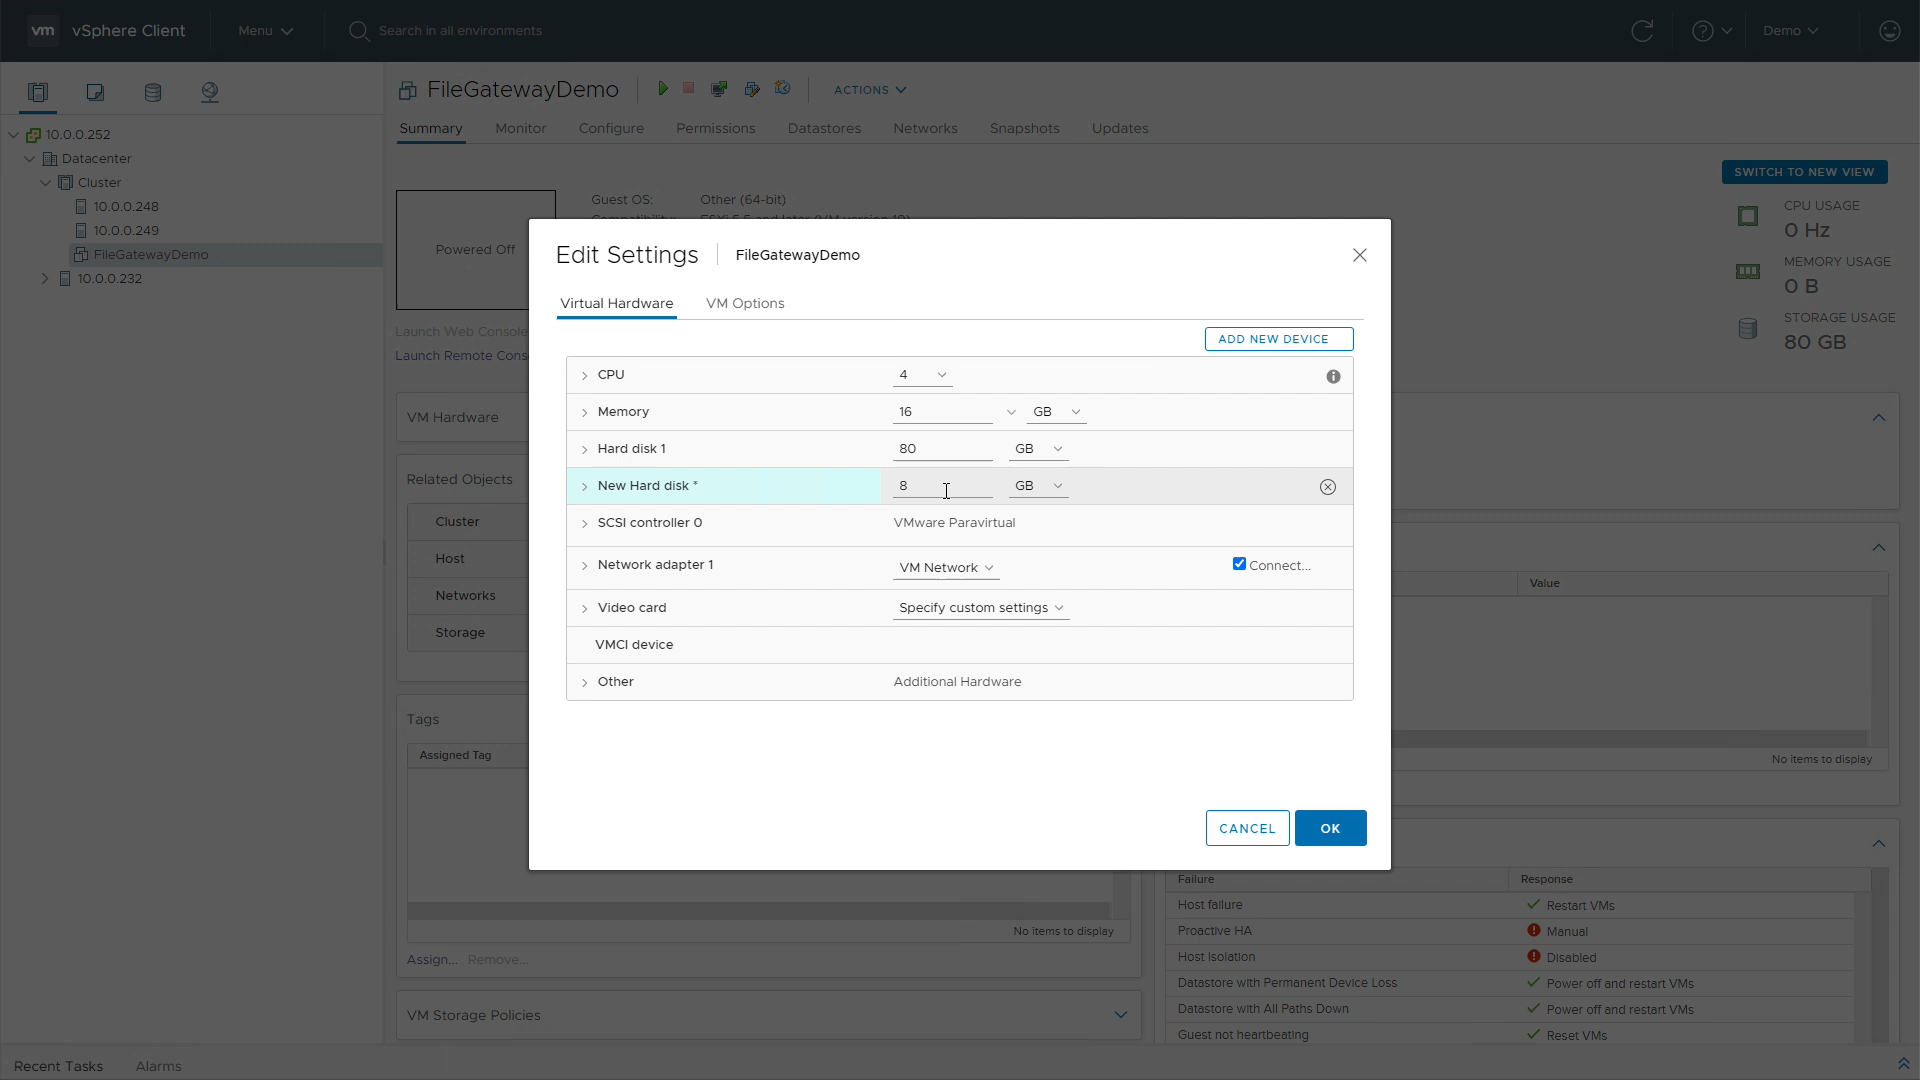 vm vSphere Client Menu Search in all environments Demo
FileGatewayDemo ACTIONS
Summary Monitor Configure Permissions Datastores Networks Snapshots Updates
10.0.0.252
Datacenter
Cluster
10.0.0.248
10.0.0.249
FileGatewayDemo
10.0.0.232
Powered Off
Launch Web Console
Launch Remote Cons
Guest OS: Other (64-bit)
SWITCH TO NEW VIEW
CPU USAGE
0 Hz
MEMORY USAGE
0 B
STORAGE USAGE
80 GB
VM Hardware
Related Objects
Cluster
Host
Networks
Storage
Tags
Assigned Tag
No items to display
Assign... Remove...
VM Storage Policies
Edit Settings FileGatewayDemo
Virtual Hardware VM Options
ADD NEW DEVICE
CPU 4
Memory 16 GB
Hard disk 1 80 GB
New Hard disk * 8 GB
SCSI controller 0 VMware Paravirtual
Network adapter 1 VM Network Connect...
Video card Specify custom settings
VMCI device
Other Additional Hardware
CANCEL OK
Value
No items to display
Failure Response
Host failure Restart VMs
Proactive HA Manual
Host Isolation Disabled
Datastore with Permanent Device Loss Power off and restart VMs
Datastore with All Paths Down Power off and restart VMs
Guest not heartbeating Reset VMs
Recent Tasks Alarms